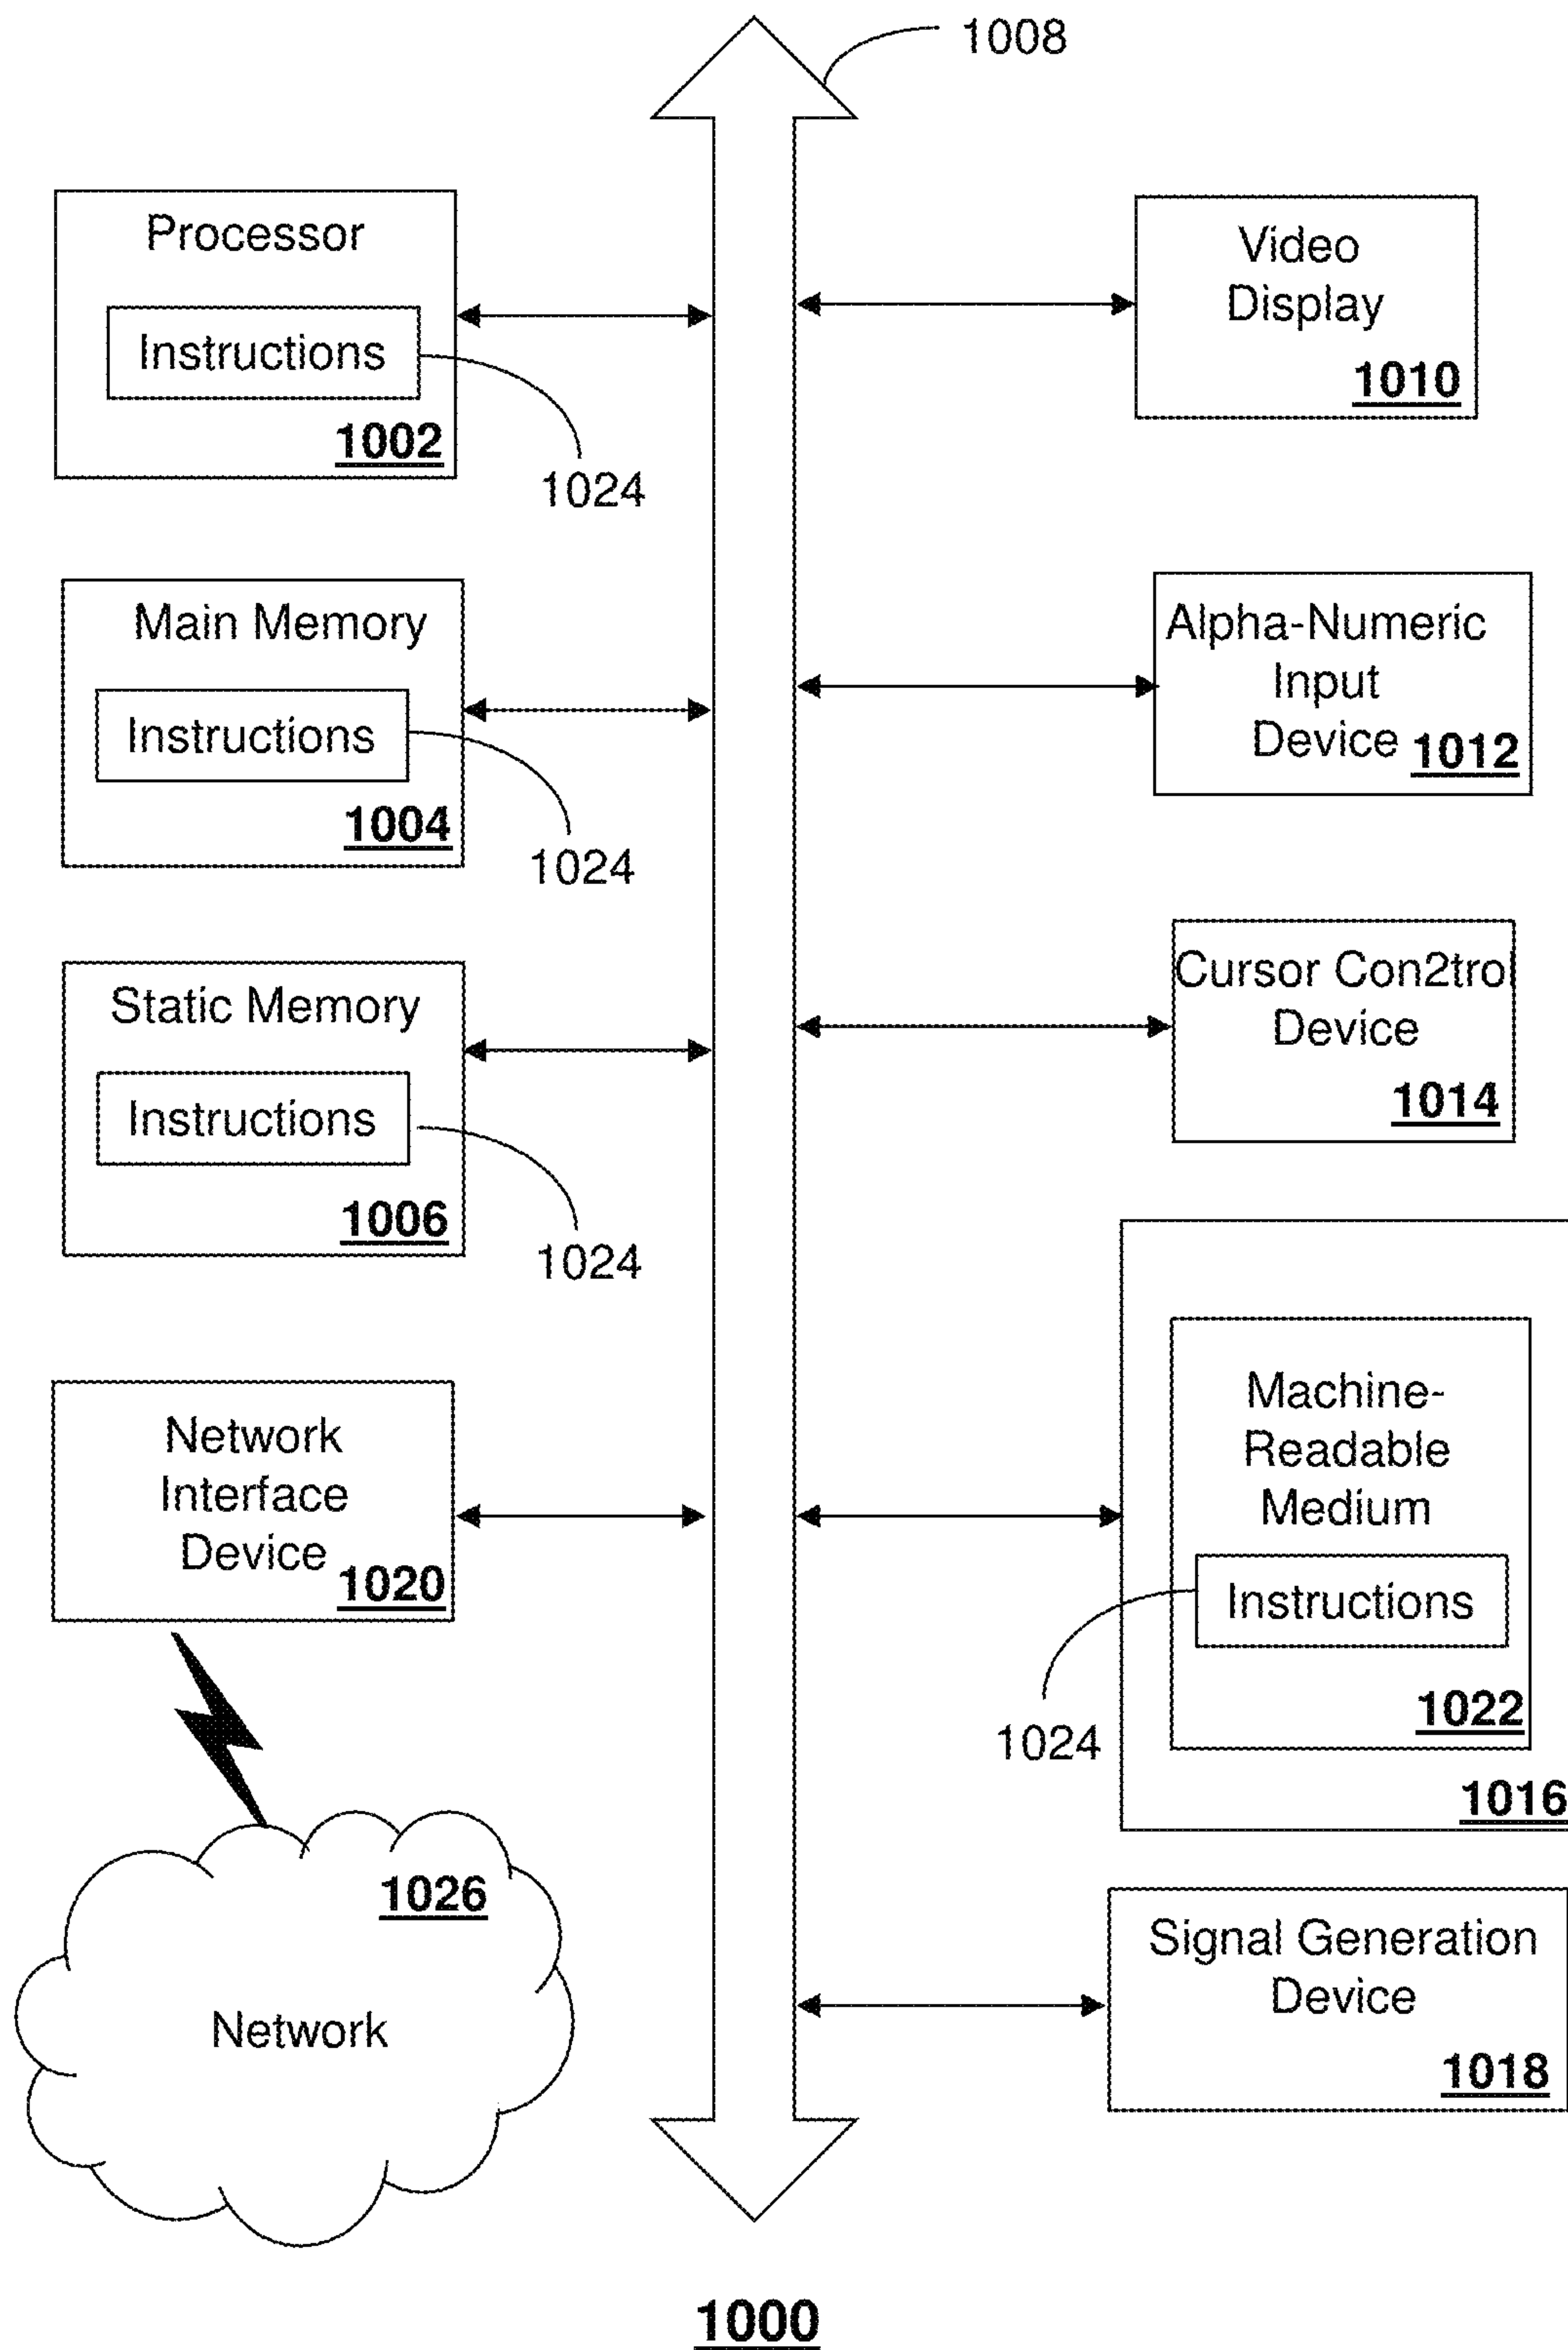 1008
Processor
Instructions
1002
1024
Main Memory
Instructions
1004
1024
Static Memory
Instructions
1006
1024
Network
Interface
Device
1020
1026
Network
Video
Display
1010
Alpha-Numeric
Input
Device 1012
Cursor Con2trol
Device
1014
Machine-
Readable
Medium
Instructions
1022
1024
1016
Signal Generation
Device
1018
1000